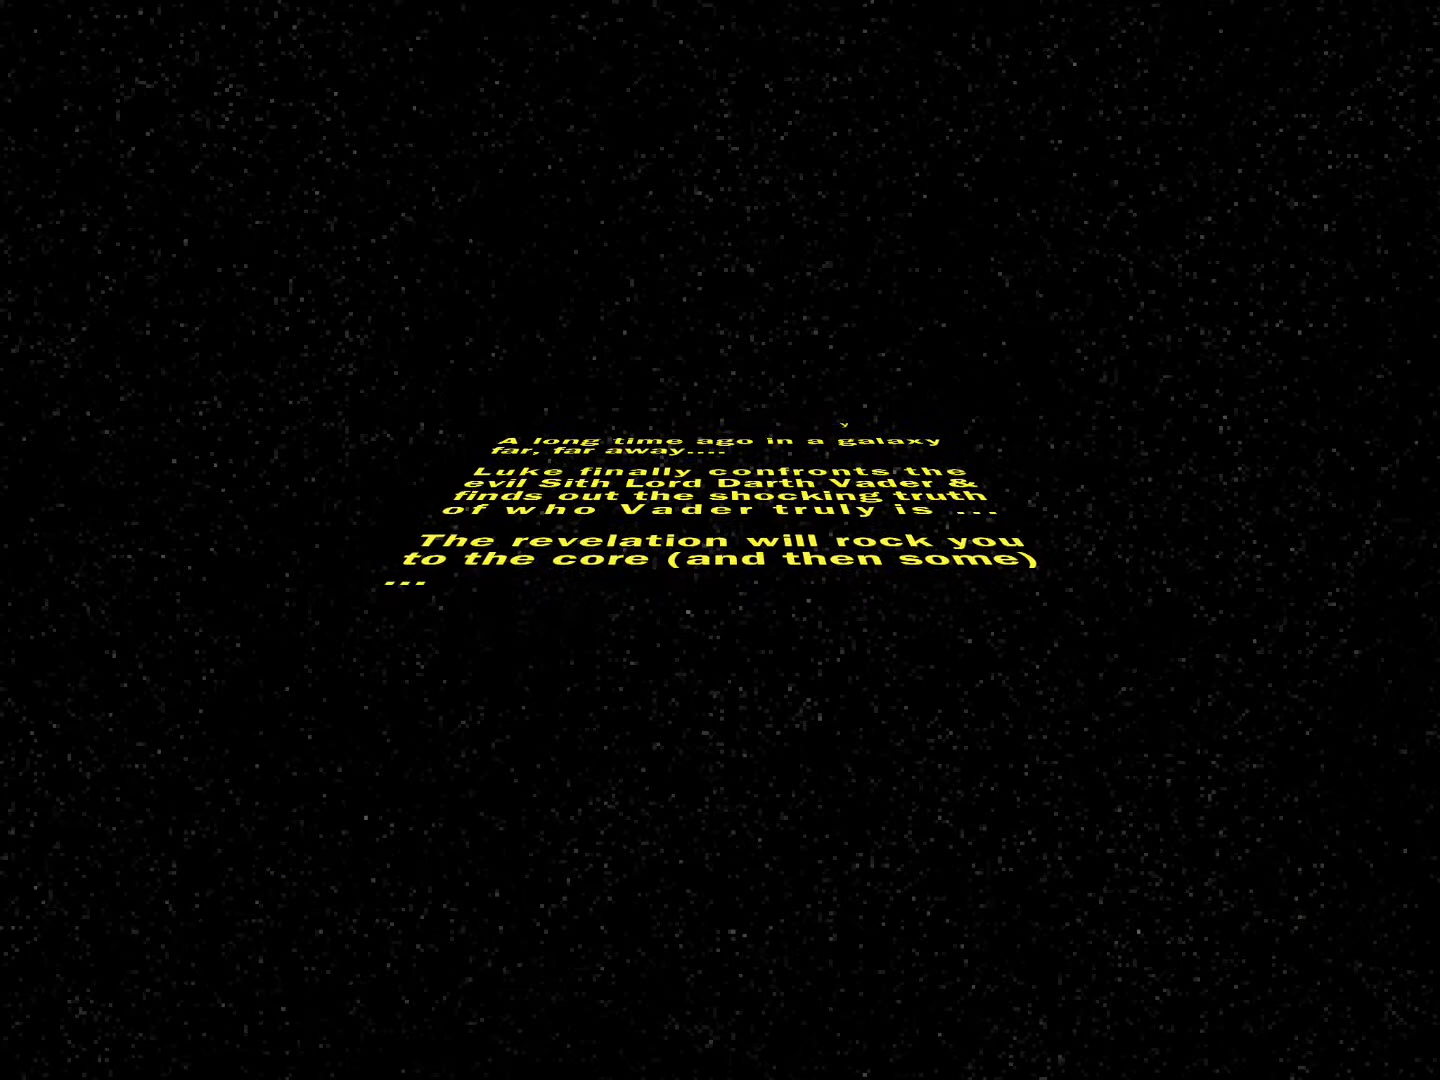 y
A long time ago in a galaxy
far, far away....
Luke finally confronts the
evil Sith Lord Darth Vader &
finds out the shocking truth
of who Vader truly is ...
The revelation will rock you
to the core (and then some)
...